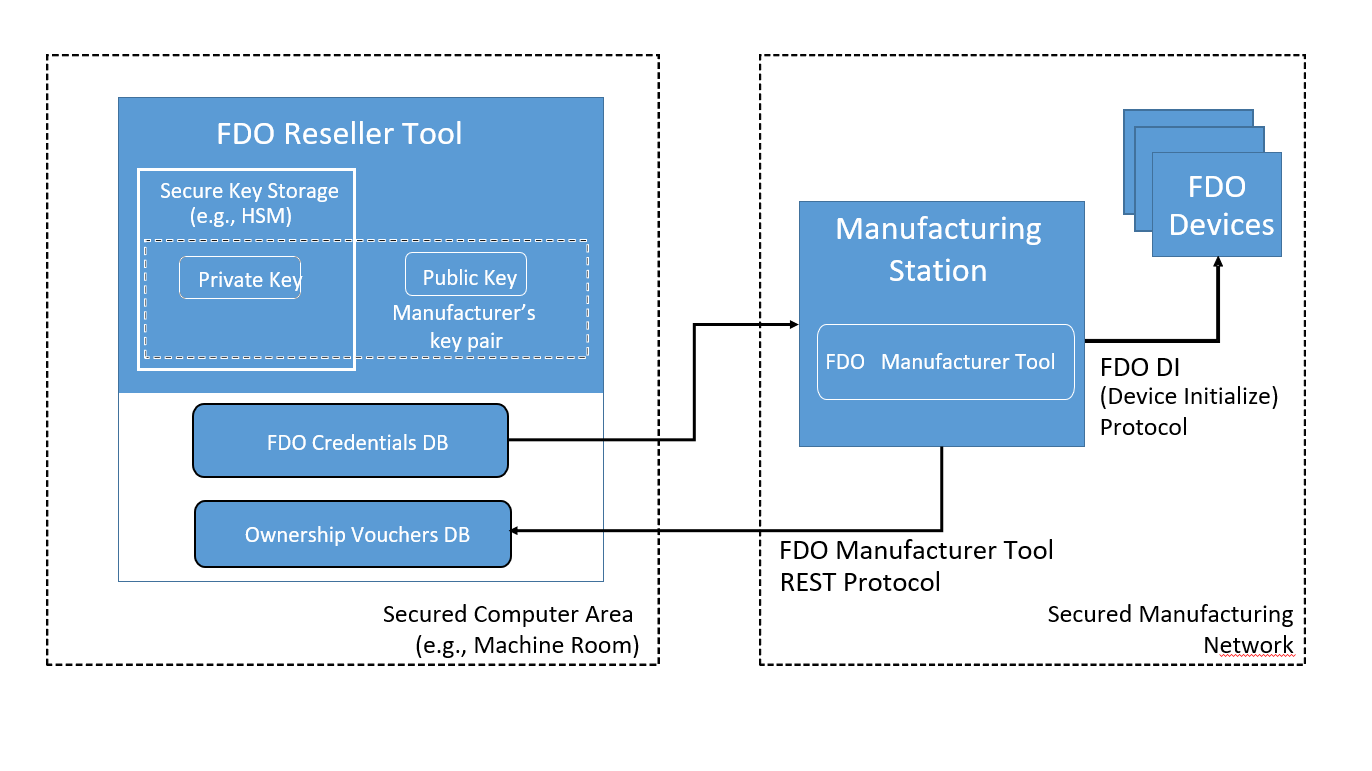 FDO Reseller Tool
Secure Key Storage
(e.g., HSM)
Private Key
Public Key
Manufacturer's
key pair
FDO Credentials DB
Ownership Vouchers DB
Secured Computer Area
(e.g., Machine Room)
FDO
Devices
Manufacturing
Station
FDO Manufacturer Tool
FDO DI
(Device Initialize)
Protocol
FDO Manufacturer Tool
REST Protocol
Secured Manufacturing
Network